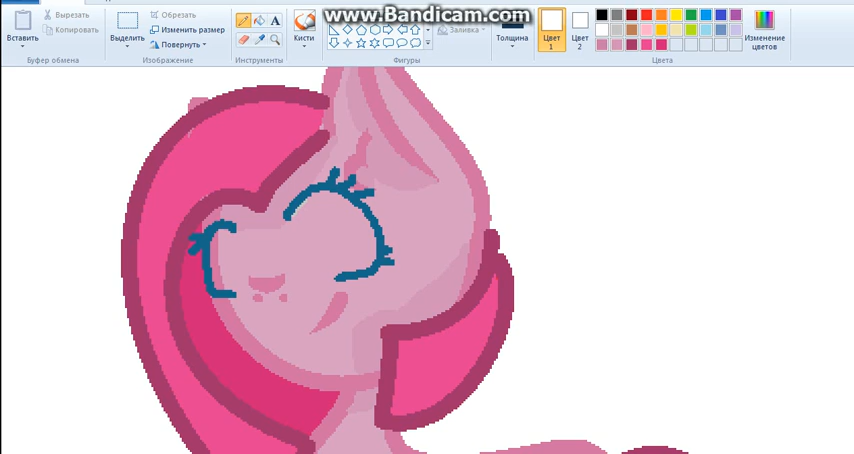 www.Bandicam.com
Вставить
Вырезать
Копировать
Буфер обмена
Выделить
Обрезать
Изменить размер
Повернуть
Изображение
A
Инструменты
Кисти
Фигуры
Заливка
Толщина
Цвет 1
Цвет 2
Цвета
Изменение цветов